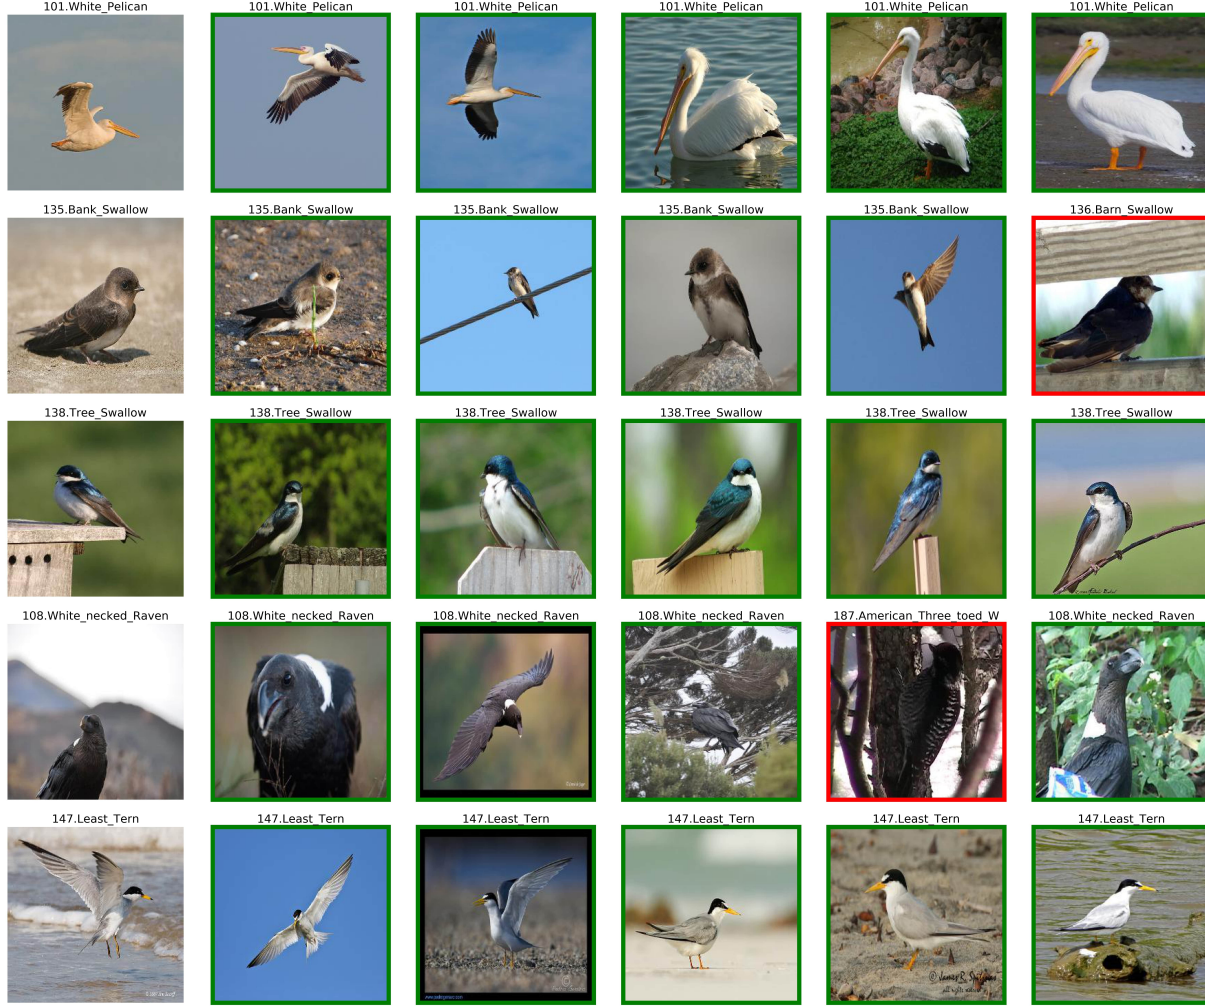 101.White_Pelican 101.White_Pelican 101.White_Pelican 101.White_Pelican 101.White_Pelican 101.White_Pelican
135.Bank_Swallow 135.Bank_Swallow 135.Bank_Swallow 135.Bank_Swallow 135.Bank_Swallow 136.Barn_Swallow
138.Tree_Swallow 138.Tree_Swallow 138.Tree_Swallow 138.Tree_Swallow 138.Tree_Swallow 138.Tree_Swallow
108.White_necked_Raven 108.White_necked_Raven 108.White_necked_Raven 108.White_necked_Raven 187.American_Three_toed_W 108.White_necked_Raven
147.Least_Tern 147.Least_Tern 147.Least_Tern 147.Least_Tern 147.Least_Tern 147.Least_Tern